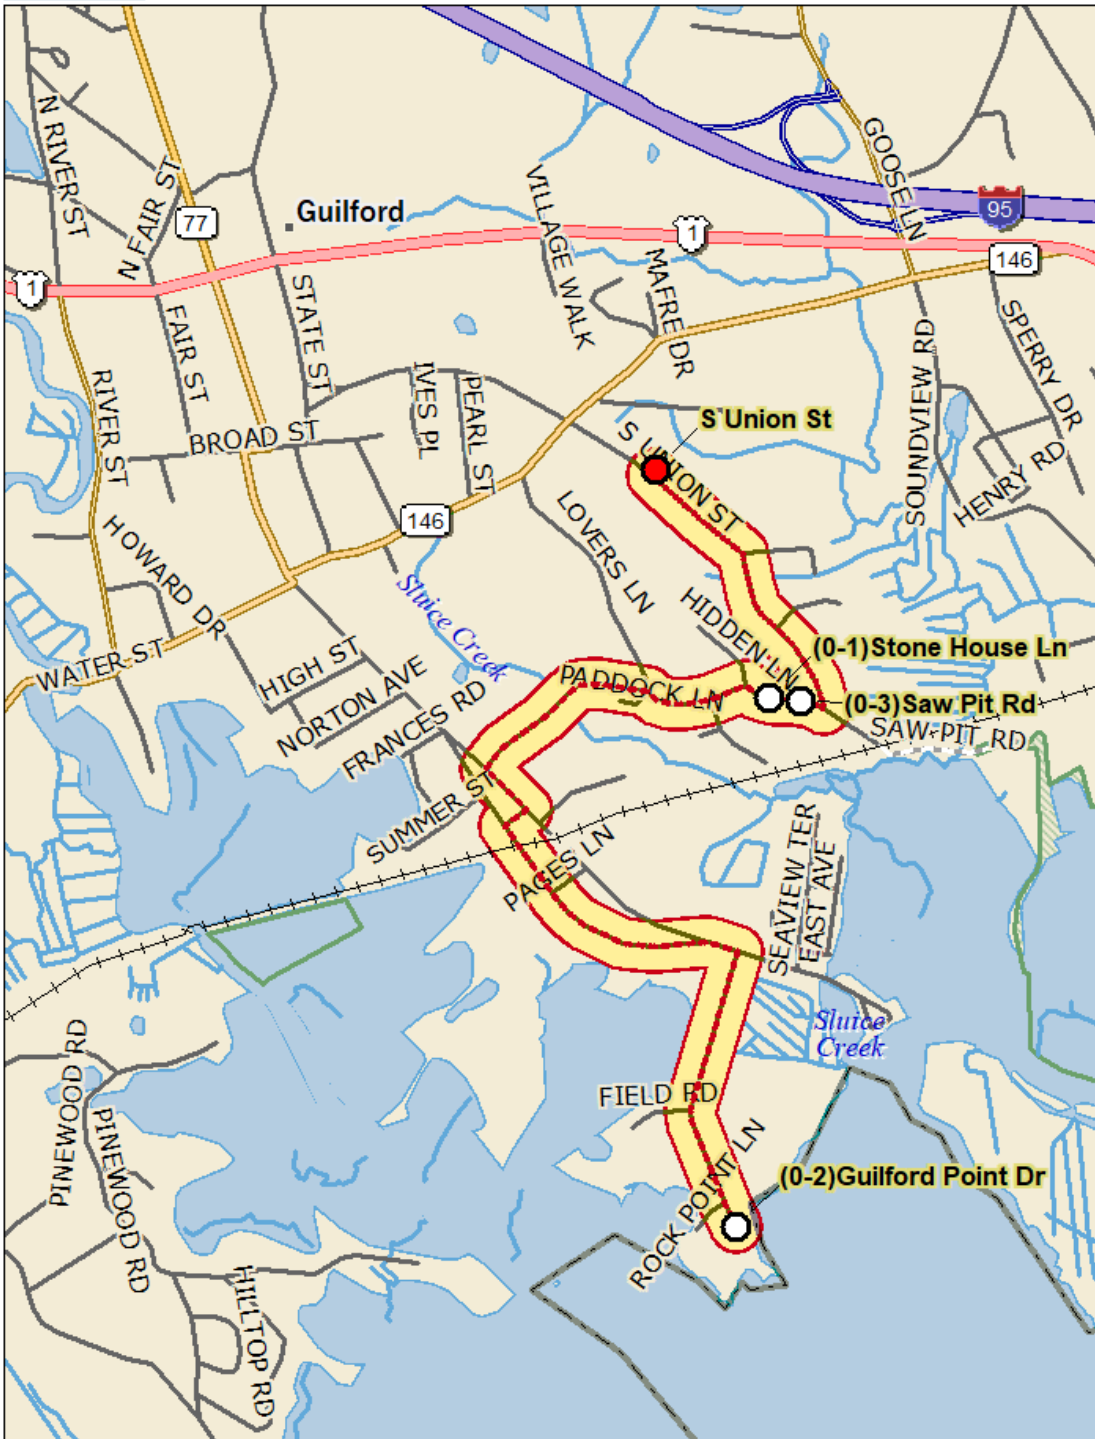 N RIVER ST
N FAIR ST
77
Guilford
VILLAGE WALK
GOOSE LN
95
1
146
1
MAFRE DR
STATE ST
FAIR ST
SPERRY DR
SOUNDVIEW RD
RIVER ST
IVES PL
PEARL ST
BROAD ST
S Union St
S UNION ST
HENRY RD
146
LOVERS LN
HOWARD DR
Sluice Creek
HIDDEN LN
WATER ST
HIGH ST
(0-1)Stone House Ln
NORTON AVE
PADDOCK LN
(0-3)Saw Pit Rd
FRANCES RD
SAW PIT RD
SUMMER ST
PAGES LN
SEAVIEW TER
EAST AVE
Sluice
Creek
PINEWOOD RD
FIELD RD
PINEWOOD RD
ROCK POINT LN
(0-2)Guilford Point Dr
HILLTOP RD